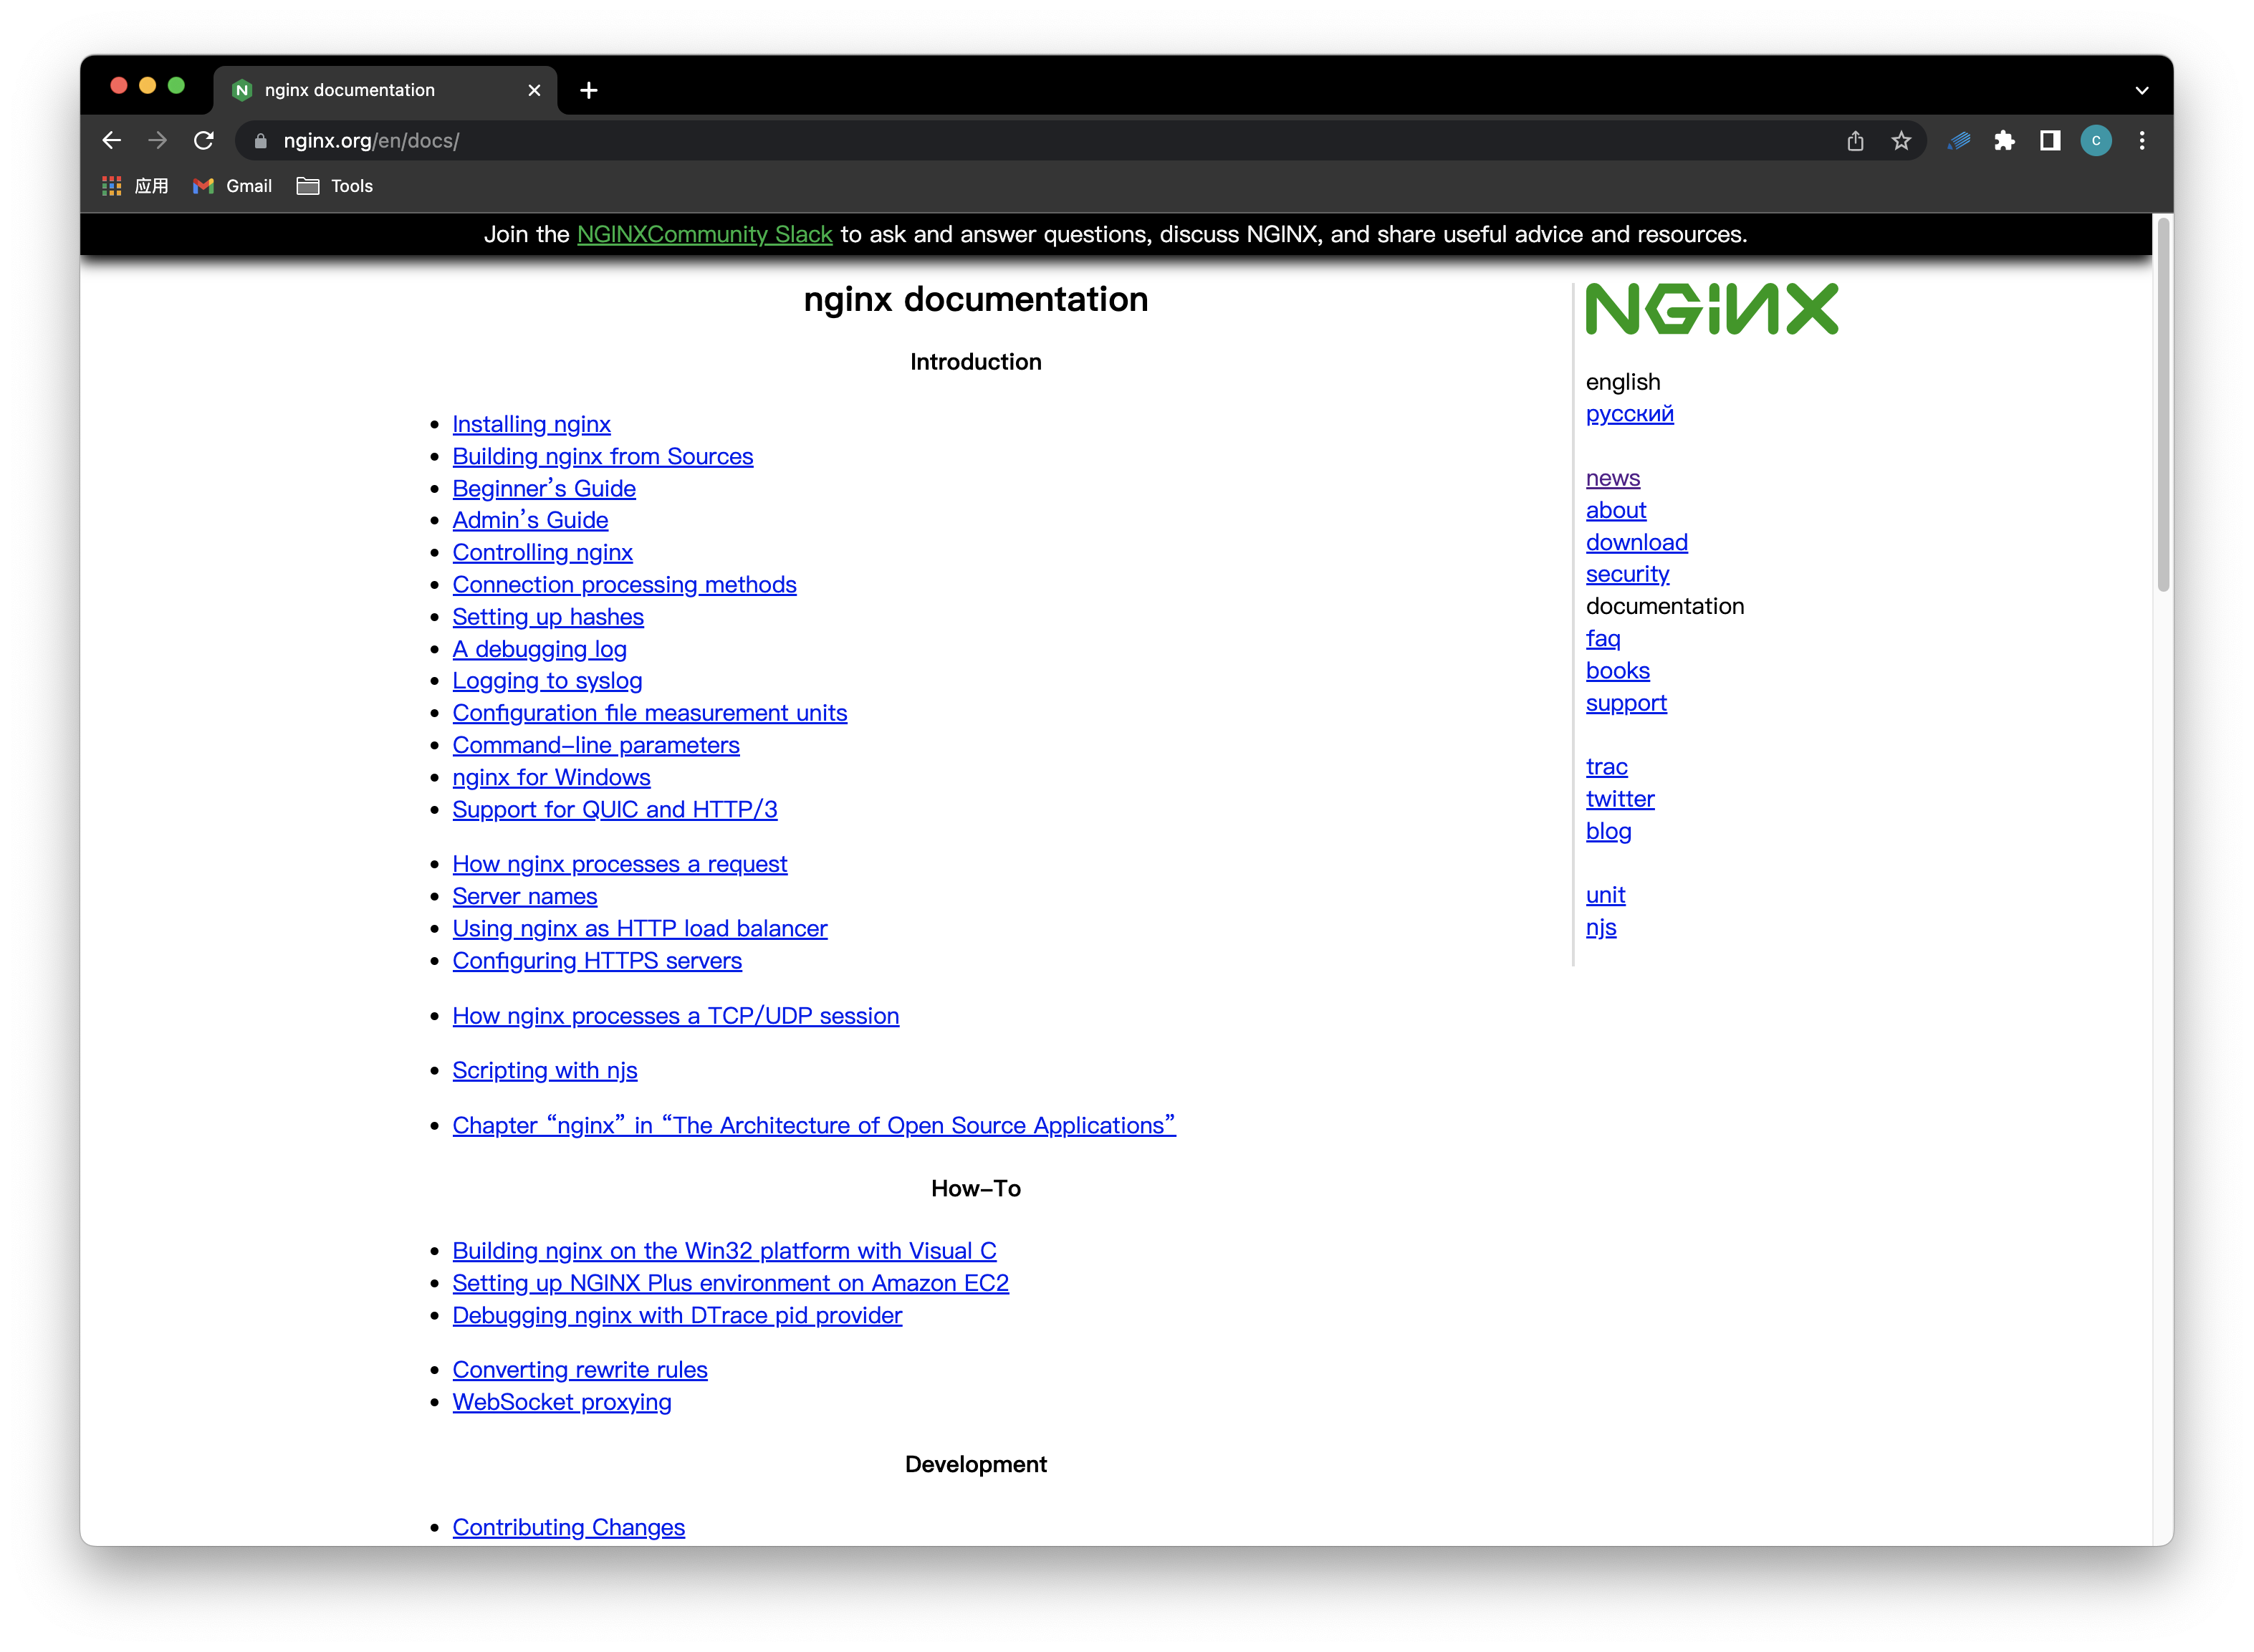 nginx documentation
nginx.org/en/docs/
C
应用
Gmail
Tools
Join the NGINXCommunity Slack to ask and answer questions, discuss NGINX, and share useful advice and resources.
nginx documentation
Introduction
Installing nginx
Building nginx from Sources
Beginner’s Guide
Admin’s Guide
Controlling nginx
Connection processing methods
Setting up hashes
A debugging log
Logging to syslog
Configuration file measurement units
Command-line parameters
nginx for Windows
Support for QUIC and HTTP/3
How nginx processes a request
Server names
Using nginx as HTTP load balancer
Configuring HTTPS servers
How nginx processes a TCP/UDP session
Scripting with njs
Chapter “nginx” in “The Architecture of Open Source Applications”
How-To
Building nginx on the Win32 platform with Visual C
Setting up NGINX Plus environment on Amazon EC2
Debugging nginx with DTrace pid provider
Converting rewrite rules
WebSocket proxying
Development
Contributing Changes
NGINX
english
русский
news
about
download
security
documentation
faq
books
support
trac
twitter
blog
unit
njs